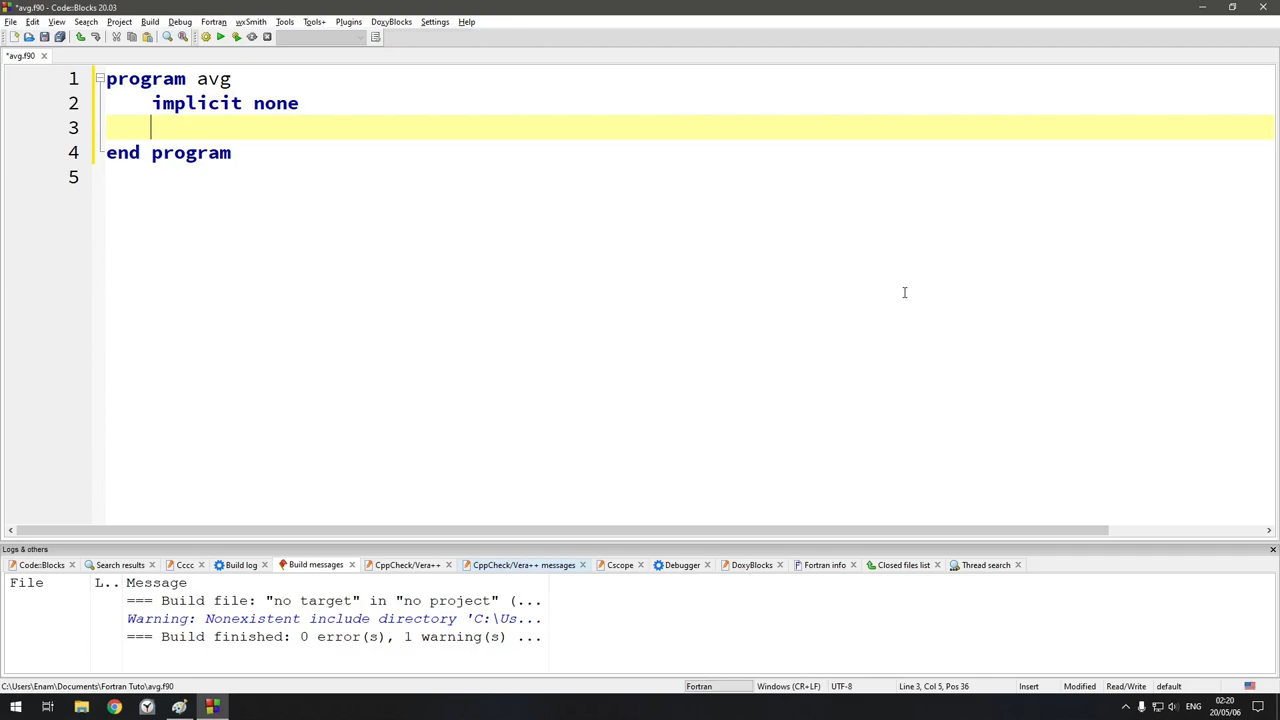 *avg.f90 - Code::Blocks 20.03
File Edit View Search Project Build Debug Fortran wxSmith Tools Tools+ Plugins DoxyBlocks Settings Help
*avg.f90
1 program avg
2 implicit none
3
4 end program
5
Logs & others
Code::Blocks Search results Cccc Build log Build messages CppCheck/Vera++ CppCheck/Vera++ messages Cscope Debugger DoxyBlocks Fortran info Closed files list Thread search
File L.. Message
=== Build file: "no target" in "no project" (...
Warning: Nonexistent include directory 'C:\Us...
=== Build finished: 0 error(s), 1 warning(s) ...
C:\Users\Enam\Documents\Fortran Tuto\avg.f90 Fortran Windows (CR+LF) UTF-8 Line 3, Col 5, Pos 36 Insert Modified Read/Write default
ENG 02:20
20/05/06